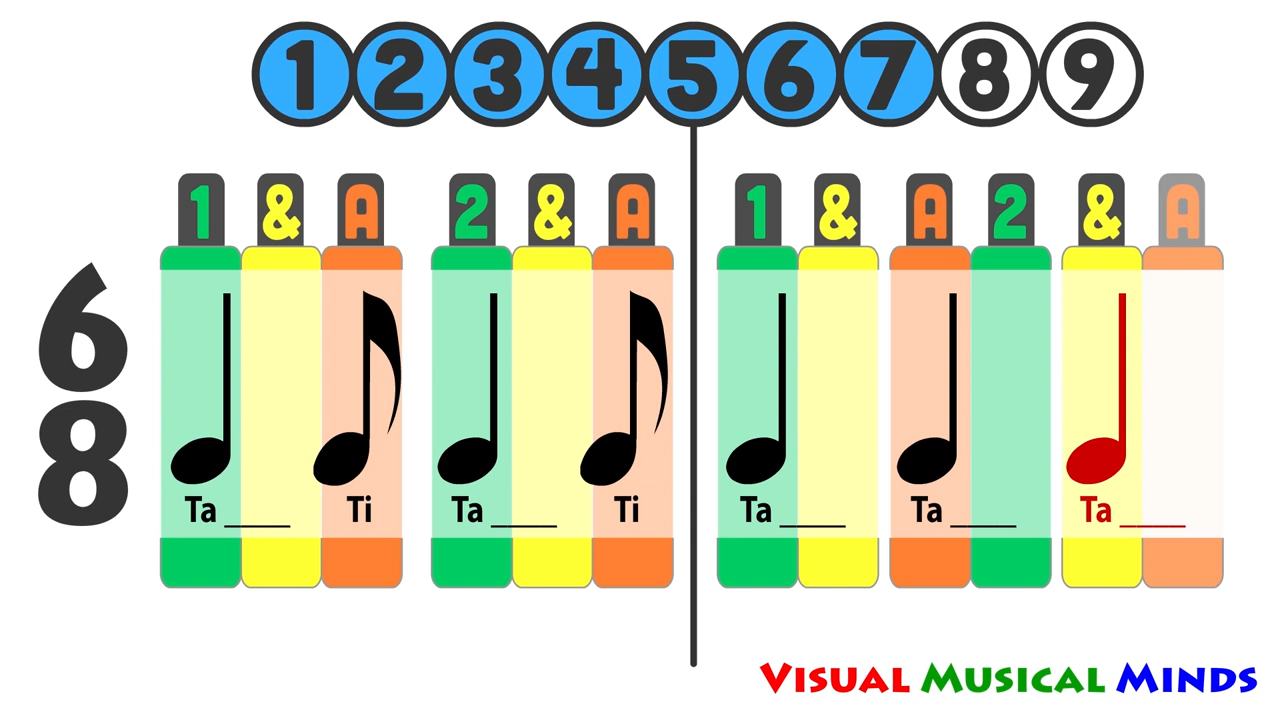 1 2 3 4 5 6 7 8 9
1 & A 2 & A 1 & A 2 & A
6
8
Ta ____ Ti Ta ____ Ti Ta ____ Ta ____ Ta ____
Visual Musical Minds